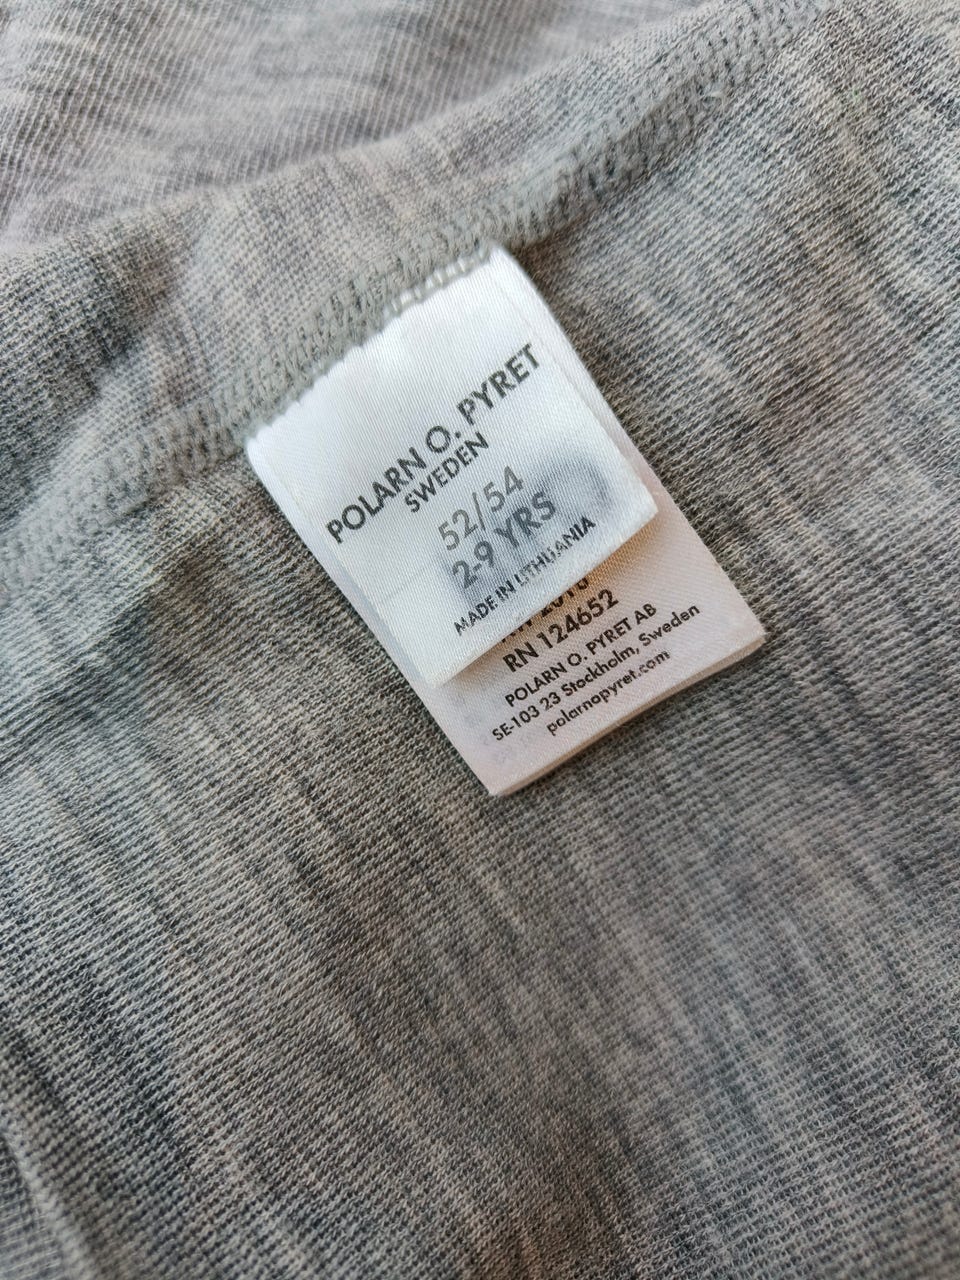 POLARN O. PYRET
SWEDEN
52/54
2-9 YRS
MADE IN LITHUANIA
RN 124652
POLARN O. PYRET AB
SE-103 23 Stockholm, Sweden
polarnopyret.com